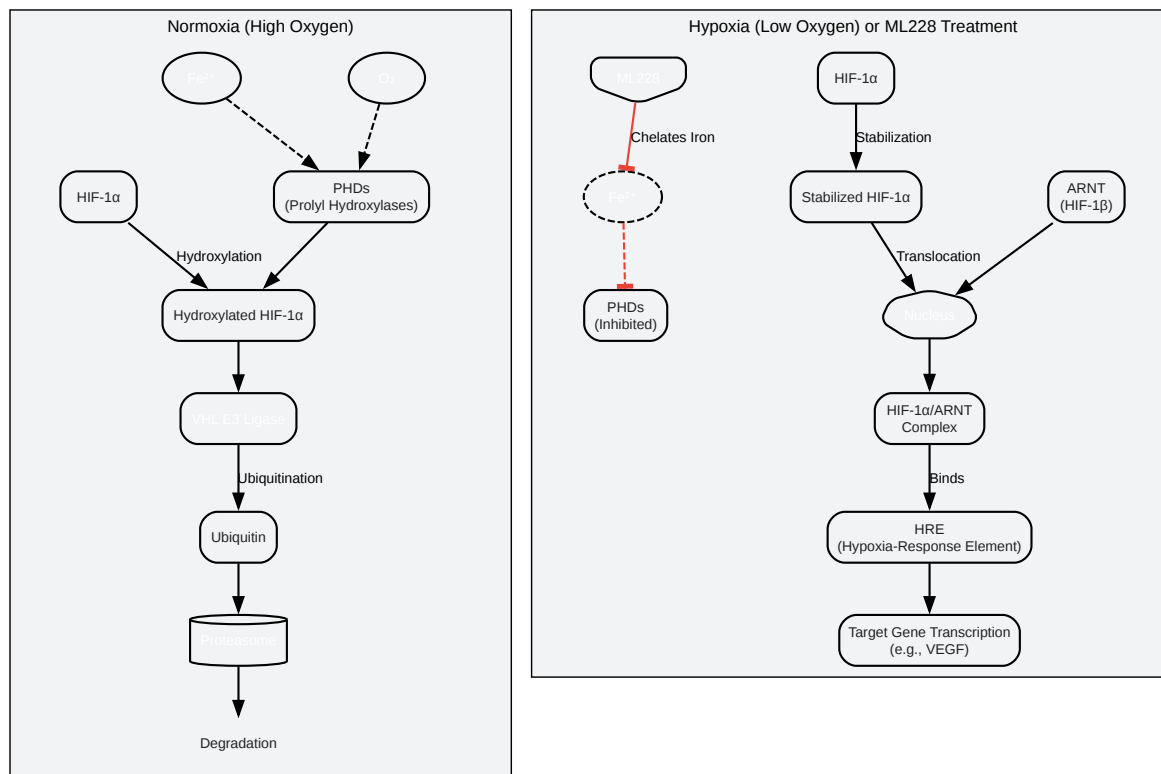 Normoxia (High Oxygen)
Fe²⁺
O₂
HIF-1α
PHDs
(Prolyl Hydroxylases)
Hydroxylation
Hydroxylated HIF-1α
VHL E3 Ligase
Ubiquitination
Ubiquitin
Proteasome
Degradation
Hypoxia (Low Oxygen) or ML228 Treatment
ML228
HIF-1α
Chelates Iron
Stabilization
Fe²⁺
Stabilized HIF-1α
ARNT
(HIF-1β)
Translocation
PHDs
(Inhibited)
Nucleus
HIF-1α/ARNT
Complex
Binds
HRE
(Hypoxia-Response Element)
Target Gene Transcription
(e.g., VEGF)